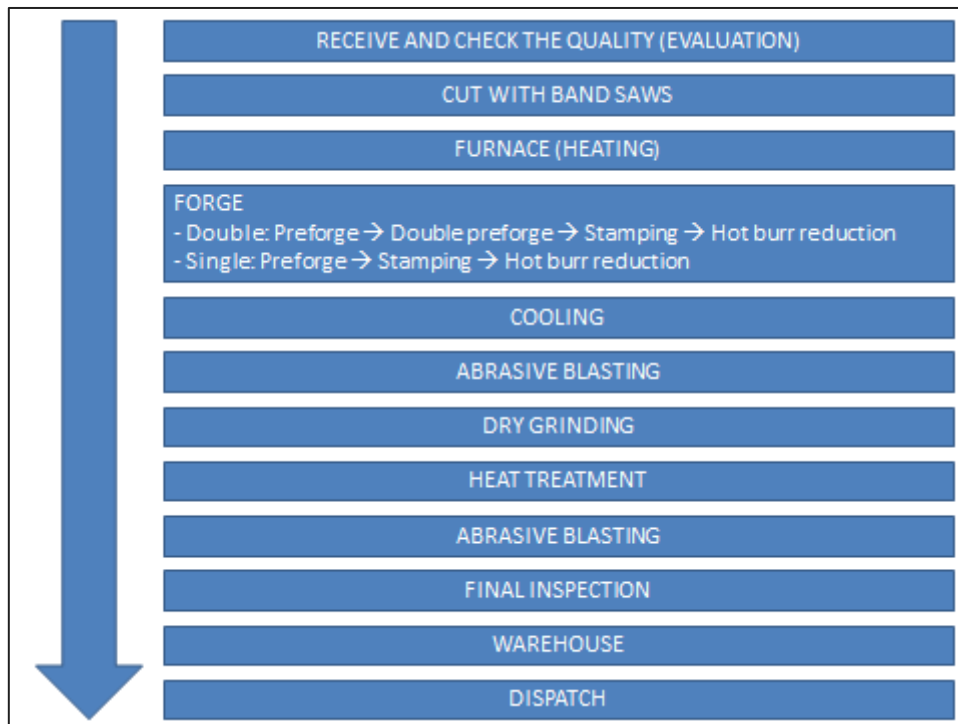 RECEIVE AND CHECK THE QUALITY (EVALUATION)
CUT WITH BAND SAWS
FURNACE (HEATING)
FORGE
- Double: Preforge → Double preforge → Stamping → Hot burr reduction
- Single: Preforge → Stamping → Hot burr reduction
COOLING
ABRASIVE BLASTING
DRY GRINDING
HEAT TREATMENT
ABRASIVE BLASTING
FINAL INSPECTION
WAREHOUSE
DISPATCH